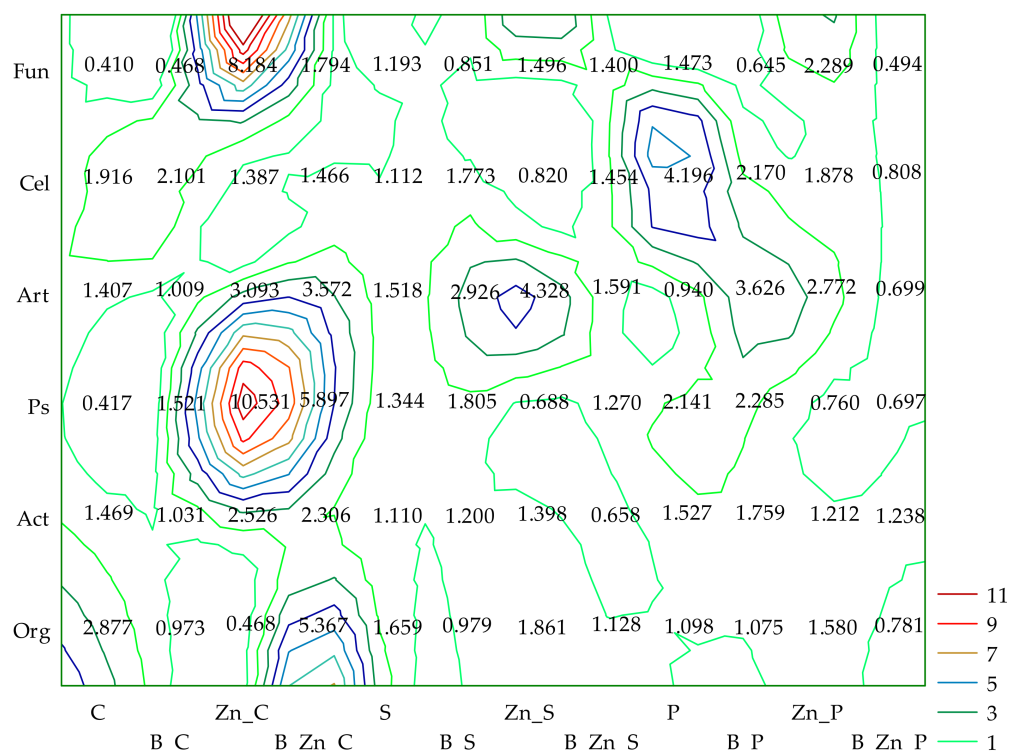 Fun 0.410 0.468 8.184 1.794 1.193 0.851 1.496 1.400 1.473 0.645 2.289 0.494
Cel 1.916 2.101 1.387 1.466 1.112 1.773 0.820 1.454 4.196 2.170 1.878 0.808
Art 1.407 1.009 3.093 3.572 1.518 2.926 4.328 1.591 0.940 3.626 2.772 0.699
Ps 0.417 1.521 10.531 5.897 1.344 1.805 0.688 1.270 2.141 2.285 0.760 0.697
Act 1.469 1.031 2.526 2.306 1.110 1.200 1.398 0.658 1.527 1.759 1.212 1.238
Org 2.877 0.973 0.468 5.367 1.659 0.979 1.861 1.128 1.098 1.075 1.580 0.781
11
9
7
5
3
1
C Zn_C S Zn_S P Zn_P
B_C B_Zn_C B_S B_Zn_S B_P B_Zn_P